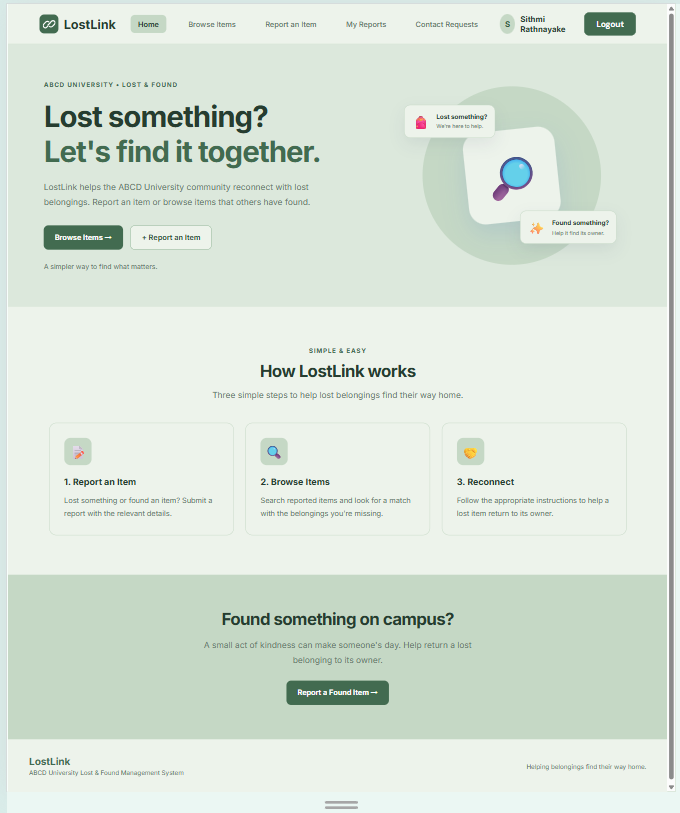 LostLink
Home
Browse Items
Report an Item
My Reports
Contact Requests
S
Sithmi
Rathnayake
Logout
ABCD UNIVERSITY • LOST & FOUND
Lost something?
Let's find it together.
LostLink helps the ABCD University community reconnect with lost
belongings. Report an item or browse items that others have found.
Browse Items →
+ Report an Item
A simpler way to find what matters.
Lost something?
We're here to help.
Found something?
Help it find its owner.
SIMPLE & EASY
How LostLink works
Three simple steps to help lost belongings find their way home.
1. Report an Item
Lost something or found an item? Submit a
report with the relevant details.
2. Browse Items
Search reported items and look for a match
with the belongings you're missing.
3. Reconnect
Follow the appropriate instructions to help a
lost item return to its owner.
Found something on campus?
A small act of kindness can make someone's day. Help return a lost
belonging to its owner.
Report a Found Item →
LostLink
ABCD University Lost & Found Management System
Helping belongings find their way home.